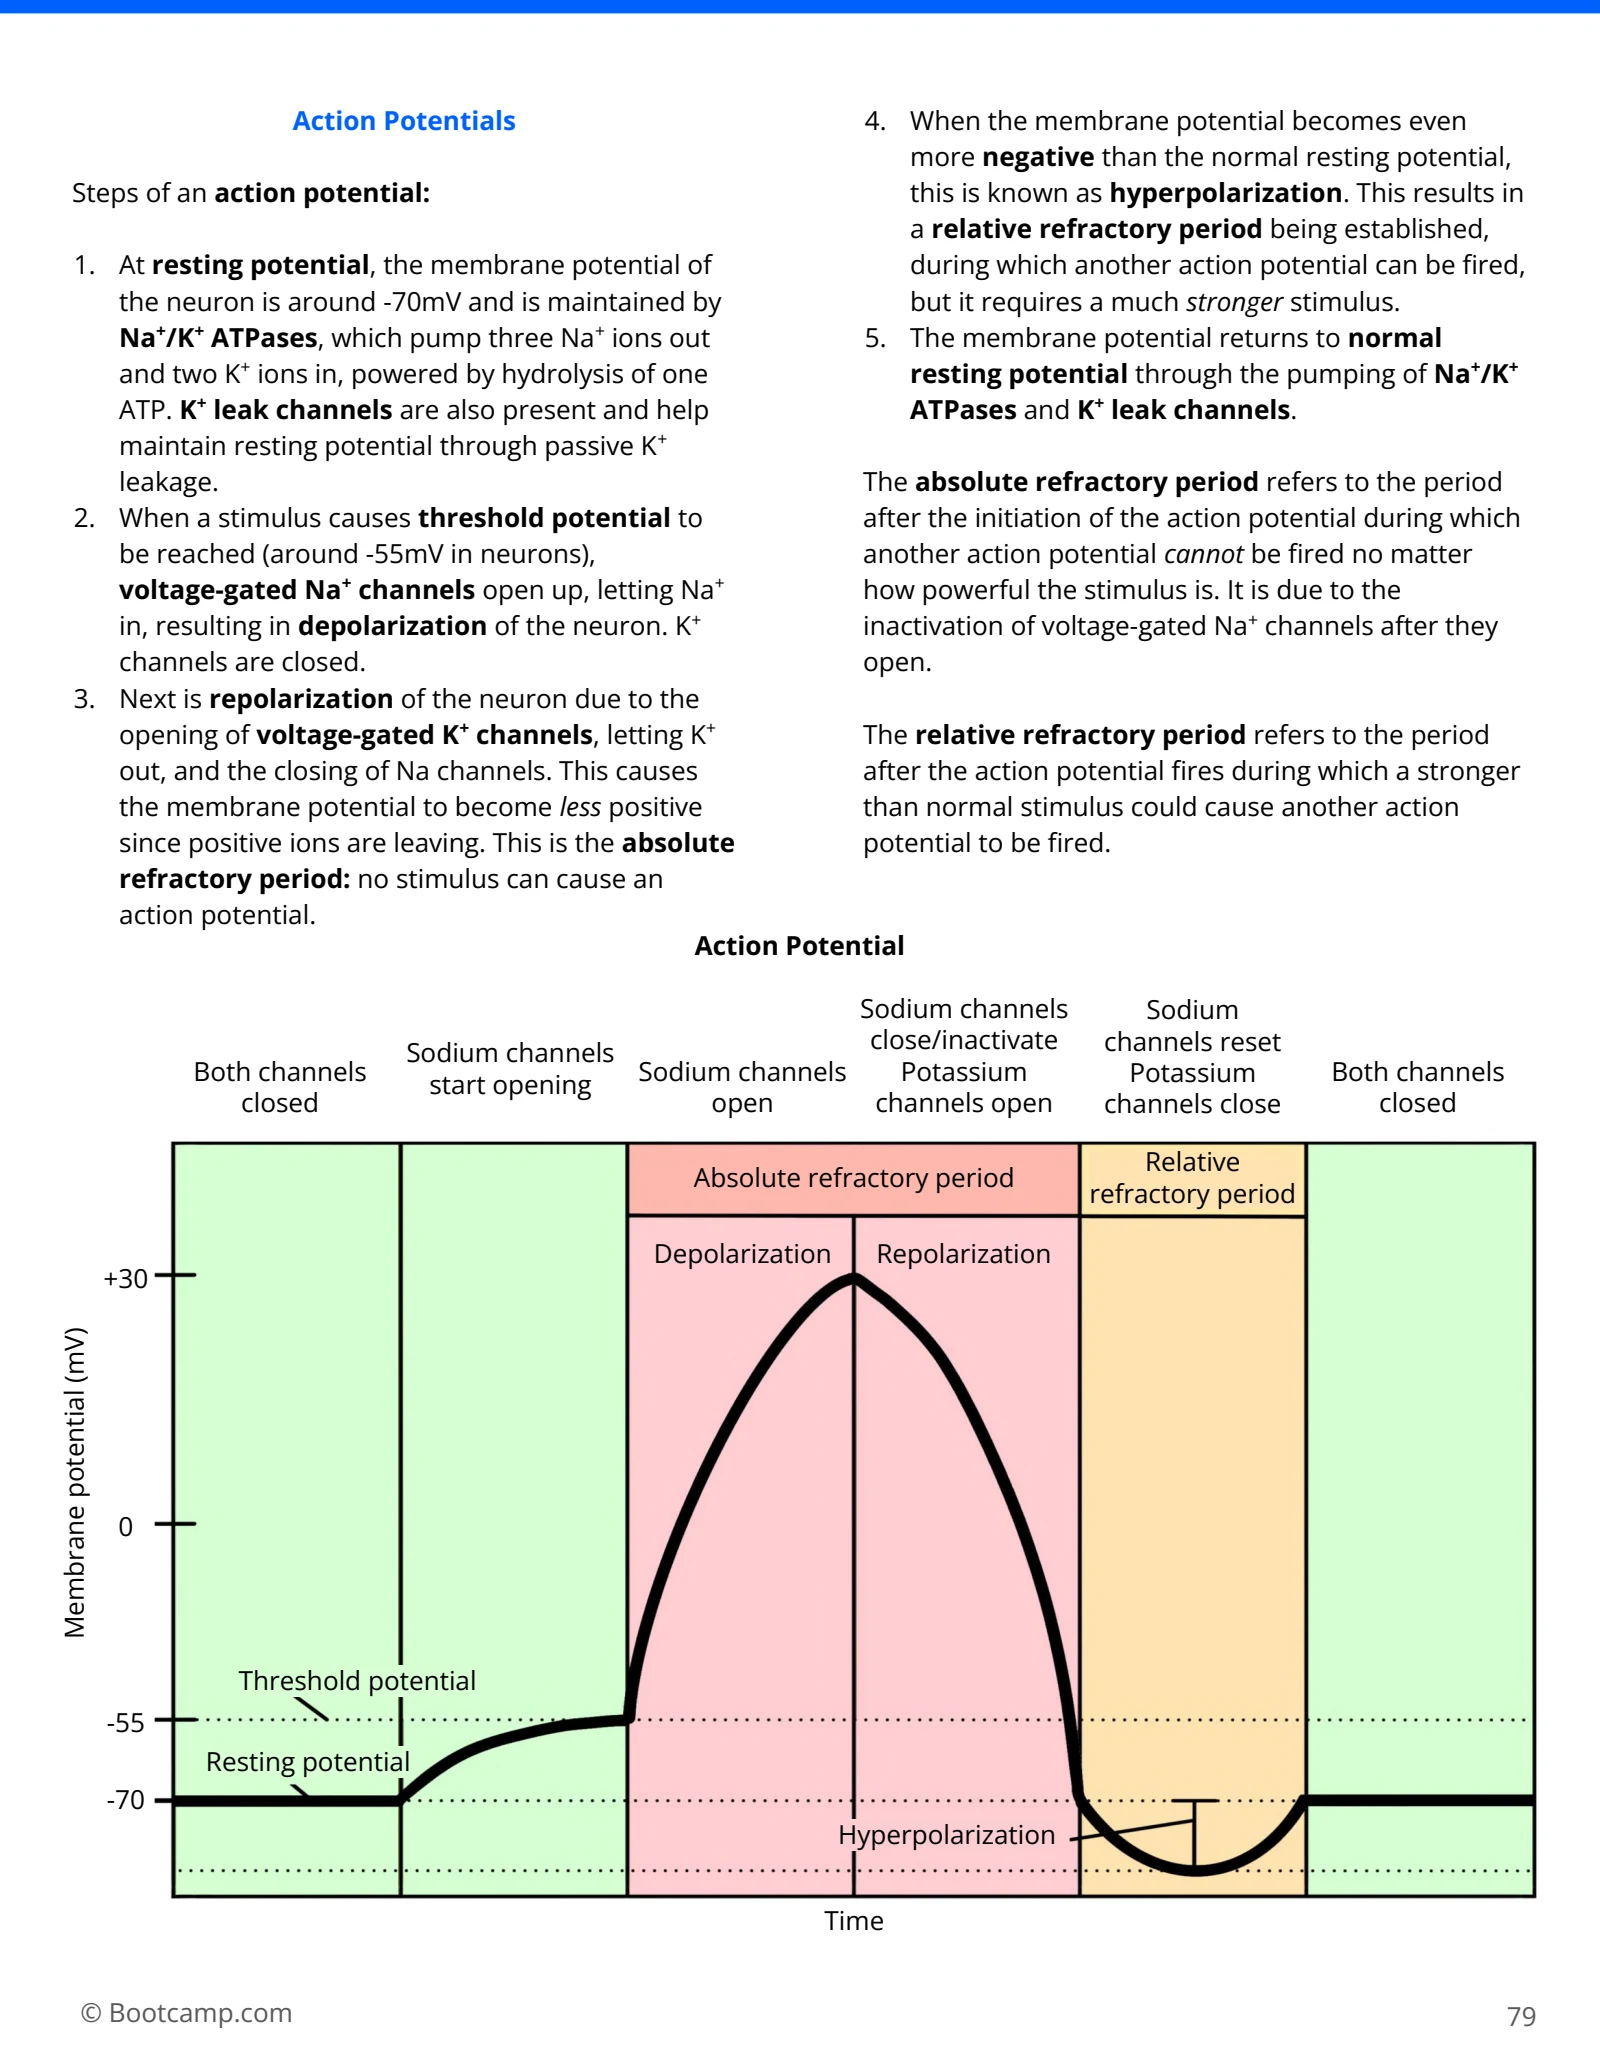 Action Potentials
Steps of an action potential:
1. At resting potential, the membrane potential of
the neuron is around -70mV and is maintained by
Na⁺/K⁺ ATPases, which pump three Na⁺ ions out
and two K⁺ ions in, powered by hydrolysis of one
ATP. K⁺ leak channels are also present and help
maintain resting potential through passive K⁺
leakage.
2. When a stimulus causes threshold potential to
be reached (around -55mV in neurons),
voltage-gated Na⁺ channels open up, letting Na⁺
in, resulting in depolarization of the neuron. K⁺
channels are closed.
3. Next is repolarization of the neuron due to the
opening of voltage-gated K⁺ channels, letting K⁺
out, and the closing of Na channels. This causes
the membrane potential to become less positive
since positive ions are leaving. This is the absolute
refractory period: no stimulus can cause an
action potential.
4. When the membrane potential becomes even
more negative than the normal resting potential,
this is known as hyperpolarization. This results in
a relative refractory period being established,
during which another action potential can be fired,
but it requires a much stronger stimulus.
5. The membrane potential returns to normal
resting potential through the pumping of Na⁺/K⁺
ATPases and K⁺ leak channels.
The absolute refractory period refers to the period
after the initiation of the action potential during which
another action potential cannot be fired no matter
how powerful the stimulus is. It is due to the
inactivation of voltage-gated Na⁺ channels after they
open.
The relative refractory period refers to the period
after the action potential fires during which a stronger
than normal stimulus could cause another action
potential to be fired.
Action Potential
Both channels
closed
Sodium channels
start opening
Sodium channels
open
Sodium channels
close/inactivate
Potassium
channels open
Sodium
channels reset
Potassium
channels close
Both channels
closed
Absolute refractory period
Relative
refractory period
Depolarization
Repolarization
+30
0
-55
-70
Membrane potential (mV)
Threshold potential
Resting potential
Hyperpolarization
Time
© Bootcamp.com
79